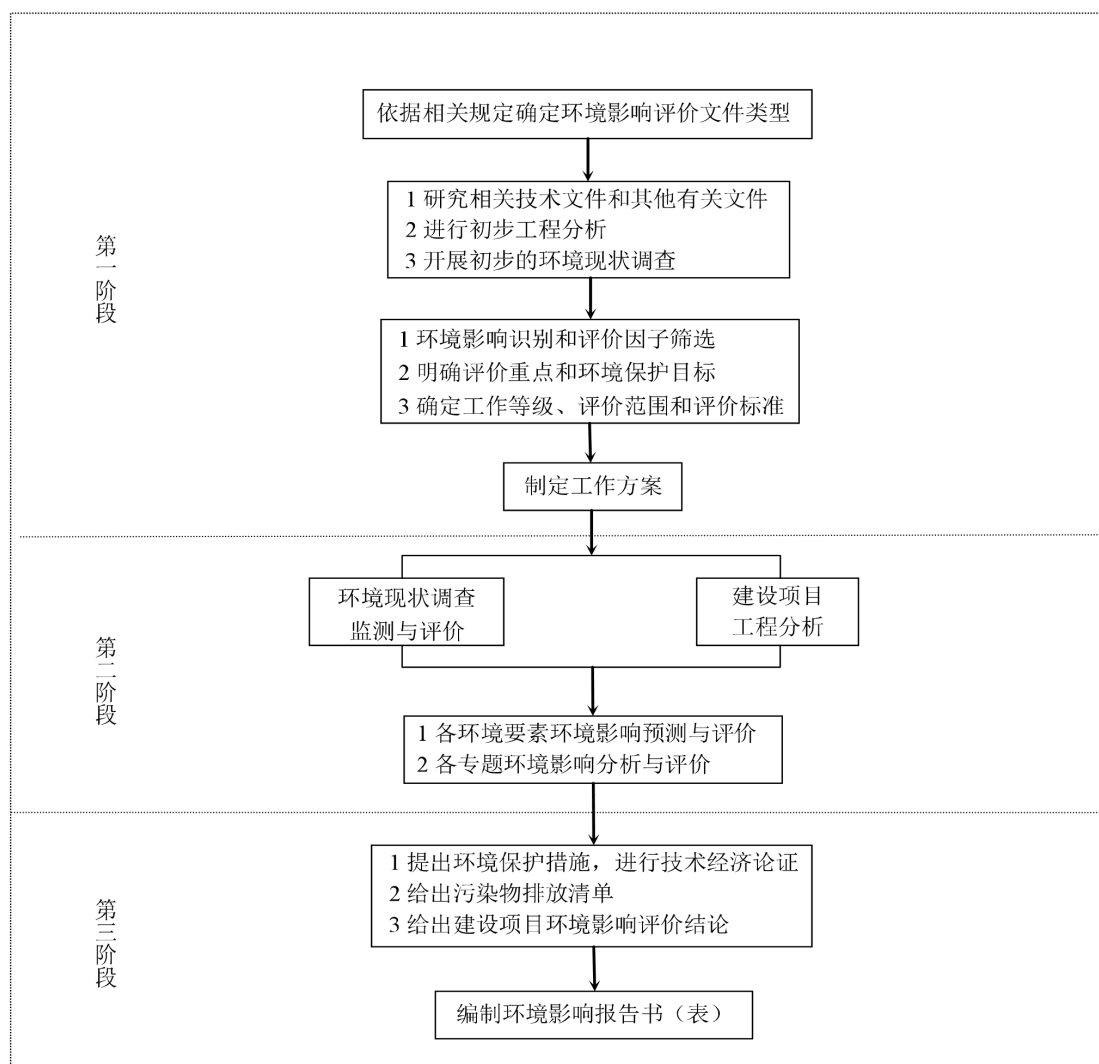 依据相关规定确定环境影响评价文件类型
1 研究相关技术文件和其他有关文件
2 进行初步工程分析
3 开展初步的环境现状调查
第一阶段
1 环境影响识别和评价因子筛选
2 明确评价重点和环境保护目标
3 确定工作等级、评价范围和评价标准
制定工作方案
环境现状调查
监测与评价
建设项目
工程分析
第二阶段
1 各环境要素环境影响预测与评价
2 各专题环境影响分析与评价
1 提出环境保护措施，进行技术经济论证
2 给出污染物排放清单
3 给出建设项目环境影响评价结论
第三阶段
编制环境影响报告书（表）